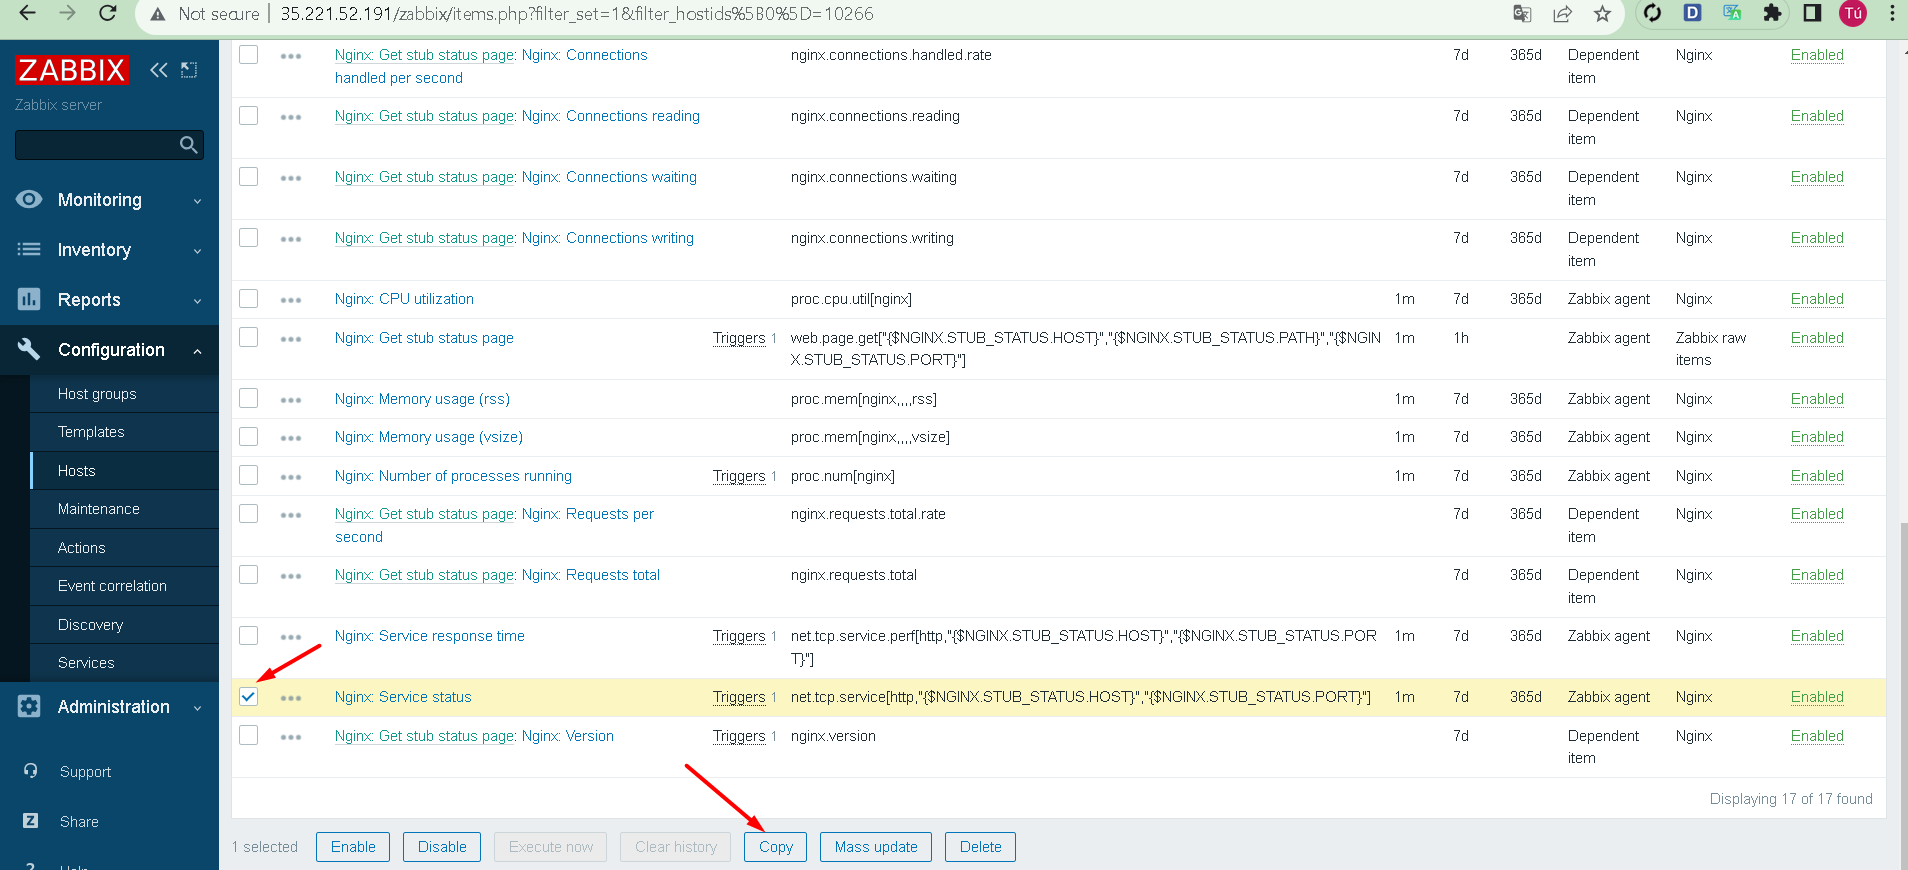 Not secure | 35.221.52.191/zabbix/items.php?filter_set=1&filter_hostids%5B0%5D=10266
D
Tú
ZABBIX
Zabbix server
Monitoring
Inventory
Reports
Configuration
Host groups
Templates
Hosts
Maintenance
Actions
Event correlation
Discovery
Services
Administration
Support
Z Share
Nginx: Get stub status page: Nginx: Connections nginx.connections.handled.rate 7d 365d Dependent Nginx Enabled
handled per second item
Nginx: Get stub status page: Nginx: Connections reading nginx.connections.reading 7d 365d Dependent Nginx Enabled
item
Nginx: Get stub status page: Nginx: Connections waiting nginx.connections.waiting 7d 365d Dependent Nginx Enabled
item
Nginx: Get stub status page: Nginx: Connections writing nginx.connections.writing 7d 365d Dependent Nginx Enabled
item
Nginx: CPU utilization proc.cpu.util[nginx] 1m 7d 365d Zabbix agent Nginx Enabled
Nginx: Get stub status page Triggers 1 web.page.get["{$NGINX.STUB_STATUS.HOST}","{$NGINX.STUB_STATUS.PATH}","{$NGIN 1m 1h Zabbix agent Zabbix raw Enabled
X.STUB_STATUS.PORT}"] items
Nginx: Memory usage (rss) proc.mem[nginx,,,,rss] 1m 7d 365d Zabbix agent Nginx Enabled
Nginx: Memory usage (vsize) proc.mem[nginx,,,,vsize] 1m 7d 365d Zabbix agent Nginx Enabled
Nginx: Number of processes running Triggers 1 proc.num[nginx] 1m 7d 365d Zabbix agent Nginx Enabled
Nginx: Get stub status page: Nginx: Requests per nginx.requests.total.rate 7d 365d Dependent Nginx Enabled
second item
Nginx: Get stub status page: Nginx: Requests total nginx.requests.total 7d 365d Dependent Nginx Enabled
item
Nginx: Service response time Triggers 1 net.tcp.service.perf[http,"{$NGINX.STUB_STATUS.HOST}","{$NGINX.STUB_STATUS.POR 1m 7d 365d Zabbix agent Nginx Enabled
T}"]
Nginx: Service status Triggers 1 net.tcp.service[http,"{$NGINX.STUB_STATUS.HOST}","{$NGINX.STUB_STATUS.PORT}"] 1m 7d 365d Zabbix agent Nginx Enabled
Nginx: Get stub status page: Nginx: Version Triggers 1 nginx.version 7d Dependent Nginx Enabled
item
Displaying 17 of 17 found
1 selected Enable Disable Execute now Clear history Copy Mass update Delete